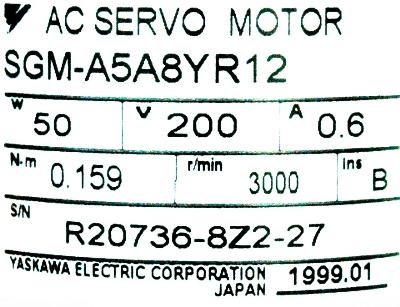 AC SERVO MOTOR
SGM-A5A8YR12
W 50 V 200 A 0.6
N·m 0.159 r/min 3000 Ins B
S/N
R20736-8Z2-27
YASKAWA ELECTRIC CORPORATION 1999.01
JAPAN